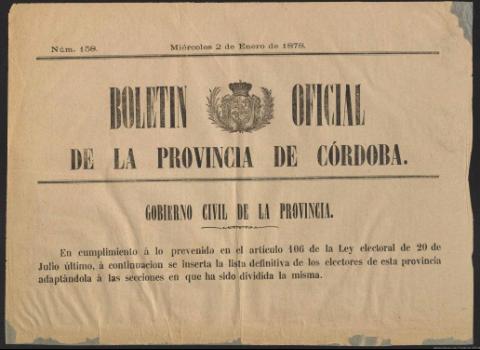 Núm. 158. Miércoles 2 de Enero de 1878.
BOLETIN OFICIAL
DE LA PROVINCIA DE CÓRDOBA.
GOBIERNO CIVIL DE LA PROVINCIA.
En cumplimiento á lo prevenido en el artículo 106 de la Ley electoral de 20 de
Julio último, á continuacion se inserta la lista definitiva de los electores de esta provincia
adaptándola á las secciones en que ha sido dividida la misma.